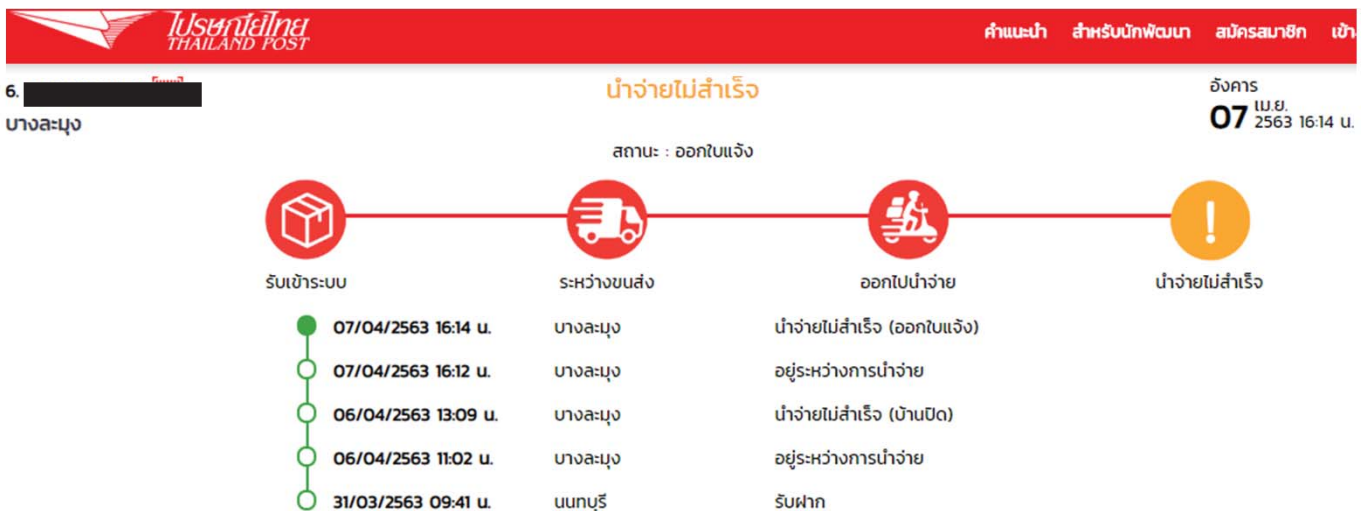 ไปรษณีย์ไทย
THAILAND POST
คำแนะนำ สำหรับนักพัฒนา สมัครสมาชิก เข้า
6.
บางละมุง
นำจ่ายไม่สำเร็จ
สถานะ : ออกใบแจ้ง
อังคาร
07 เม.ย.
2563 16:14 น.
รับเข้าระบบ ระหว่างขนส่ง ออกไปนำจ่าย นำจ่ายไม่สำเร็จ
07/04/2563 16:14 น. บางละมุง นำจ่ายไม่สำเร็จ (ออกใบแจ้ง)
07/04/2563 16:12 น. บางละมุง อยู่ระหว่างการนำจ่าย
06/04/2563 13:09 น. บางละมุง นำจ่ายไม่สำเร็จ (บ้านปิด)
06/04/2563 11:02 น. บางละมุง อยู่ระหว่างการนำจ่าย
31/03/2563 09:41 น. นนทบุรี รับฝาก